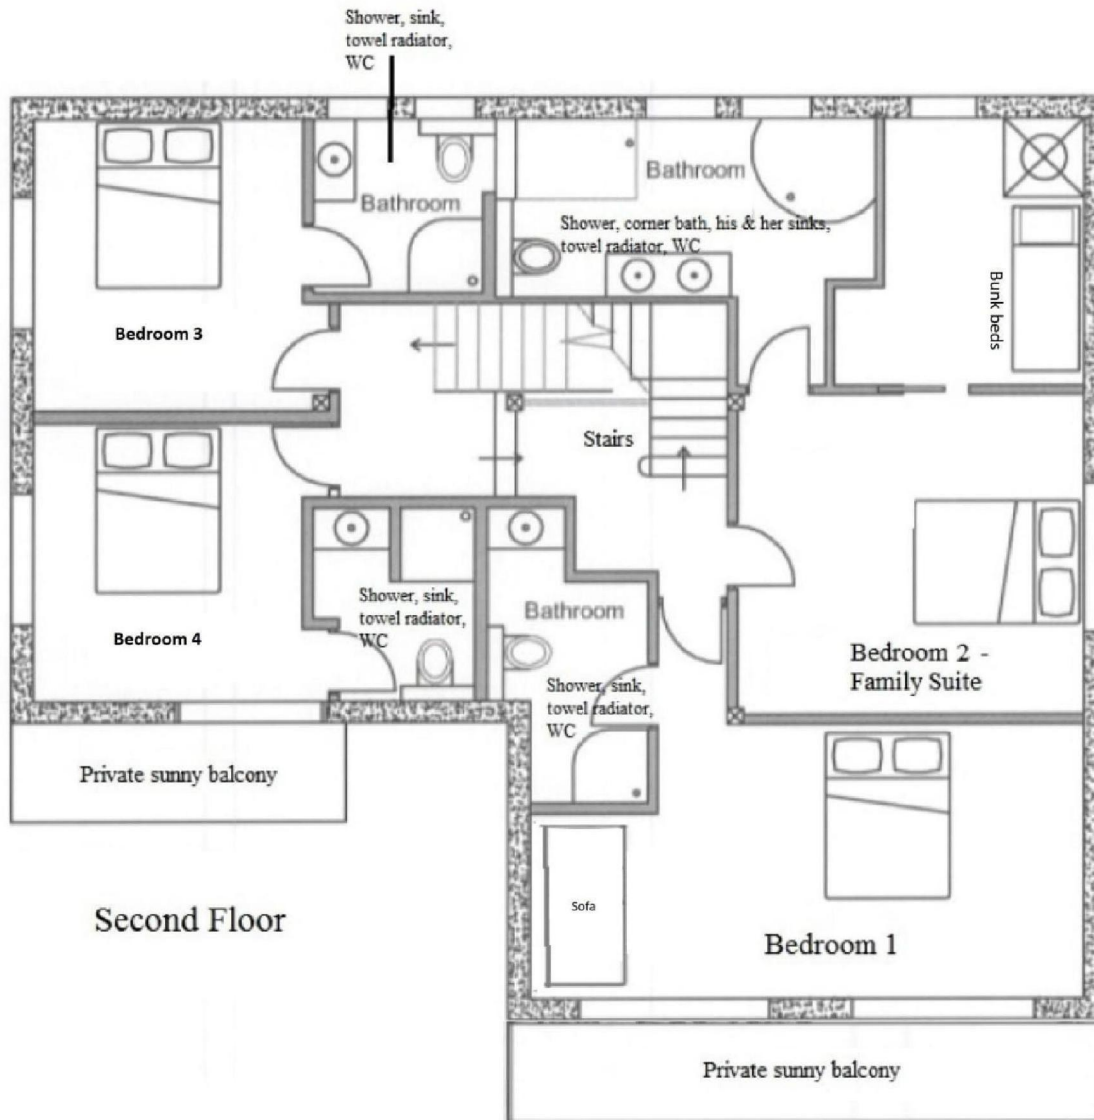 Shower, sink,
towel radiator,
WC
Bathroom
Bathroom
Shower, corner bath, his & her sinks,
towel radiator, WC
Bunk beds
Bedroom 3
Stairs
Bedroom 4
Shower, sink,
towel radiator,
WC
Bathroom
Shower, sink,
towel radiator,
WC
Bedroom 2 -
Family Suite
Private sunny balcony
Second Floor
Sofa
Bedroom 1
Private sunny balcony